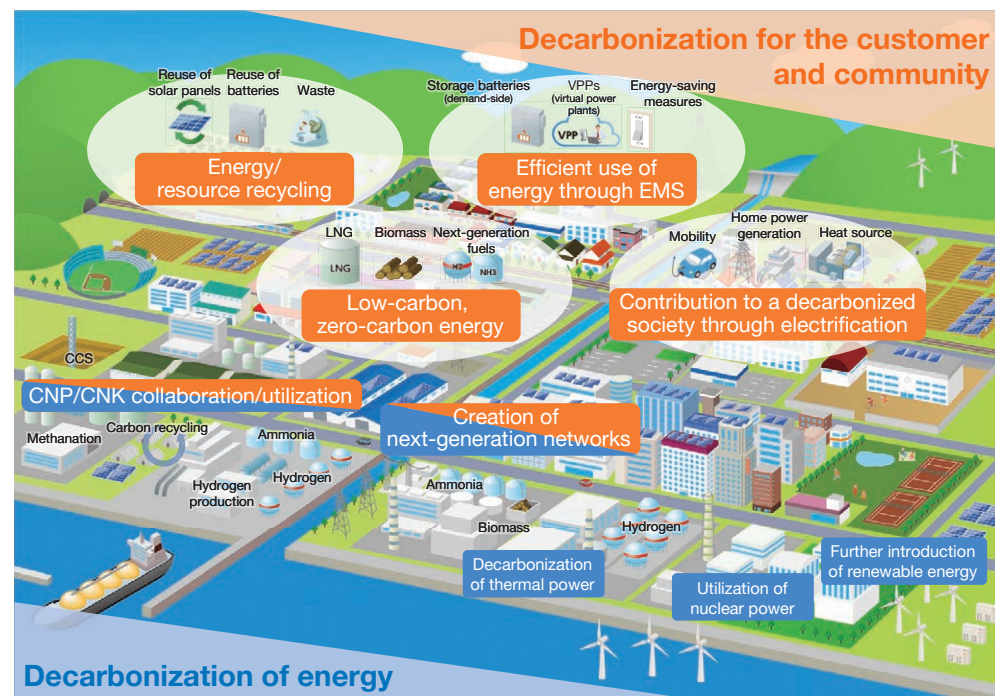 Decarbonization for the customer
and community
Reuse of
solar panels
Reuse of
batteries
Waste
Energy/
resource recycling
Storage batteries
(demand-side)
VPPs
(virtual power
plants)
Energy-saving
measures
VPP
Efficient use of
energy through EMS
LNG
LNG
Biomass
Next-generation
fuels
H2
NH3
Low-carbon,
zero-carbon energy
Mobility
Home power
generation
Heat source
Contribution to a decarbonized
society through electrification
CCS
CNP/CNK collaboration/utilization
Creation of
next-generation networks
Methanation
Carbon recycling
Ammonia
Hydrogen
production
Hydrogen
Ammonia
Biomass
Hydrogen
Decarbonization
of thermal power
Utilization of
nuclear power
Further introduction
of renewable energy
Decarbonization of energy